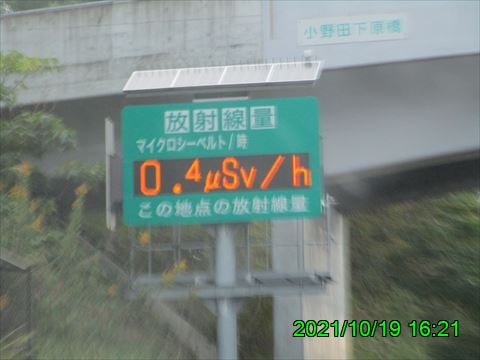 小野田下原橋
放射線量
マイクロシーベルト/時
0.4μSv/h
この地点の放射線量
2021/10/19 16:21